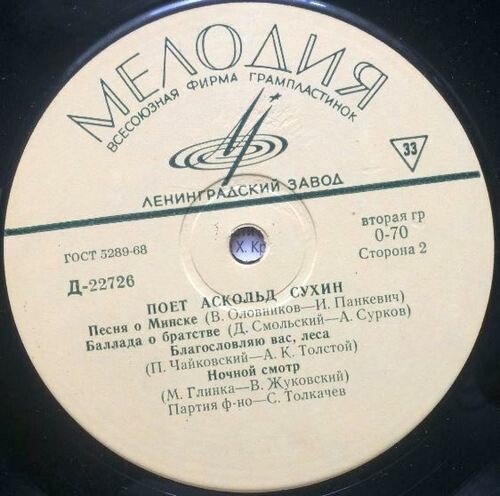 МЕЛОДИЯ
ВСЕСОЮЗНАЯ ФИРМА ГРАМПЛАСТИНОК
33
ЛЕНИНГРАДСКИЙ ЗАВОД
ГОСТ 5289-68
Х. Кр
вторая гр
0-70
Сторона 2
Д-22726
ПОЕТ АСКОЛЬД СУХИН
Песня о Минске (В. Оловников—И. Панкевич)
Баллада о братстве (Д. Смольский—А. Сурков)
Благословляю вас, леса
(П. Чайковский—А. К. Толстой)
Ночной смотр
(М. Глинка—В. Жуковский)
Партия ф-но—С. Толкачев